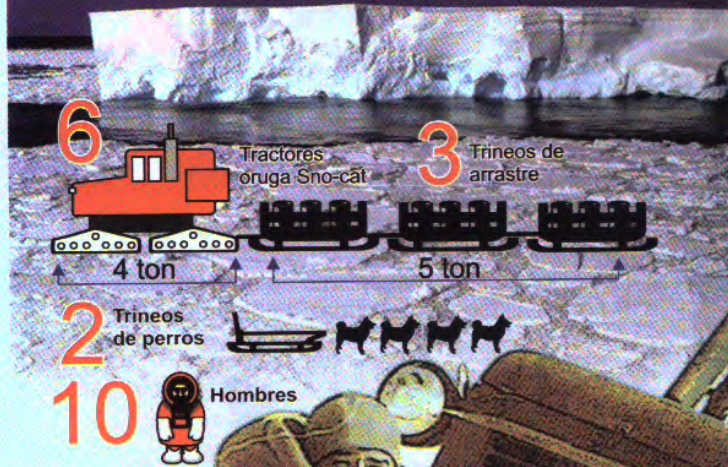 6
Tractores
oruga Sno-cat
3
Trineos de
arrastre
4 ton
5 ton
2
Trineos
de perros
10
Hombres